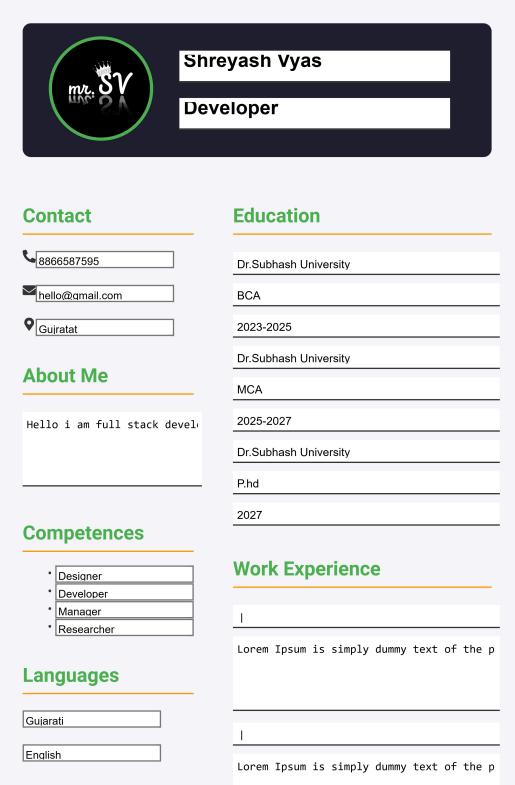 mr. SV
Shreyash Vyas
Developer
Contact
8866587595
hello@gmail.com
Gujratat
About Me
Hello i am full stack devel
Competences
Designer
Developer
Manager
Researcher
Languages
Gujarati
English
Education
Dr.Subhash University
BCA
2023-2025
Dr.Subhash University
MCA
2025-2027
Dr.Subhash University
P.hd
2027
Work Experience
|
Lorem Ipsum is simply dummy text of the p
|
Lorem Ipsum is simply dummy text of the p